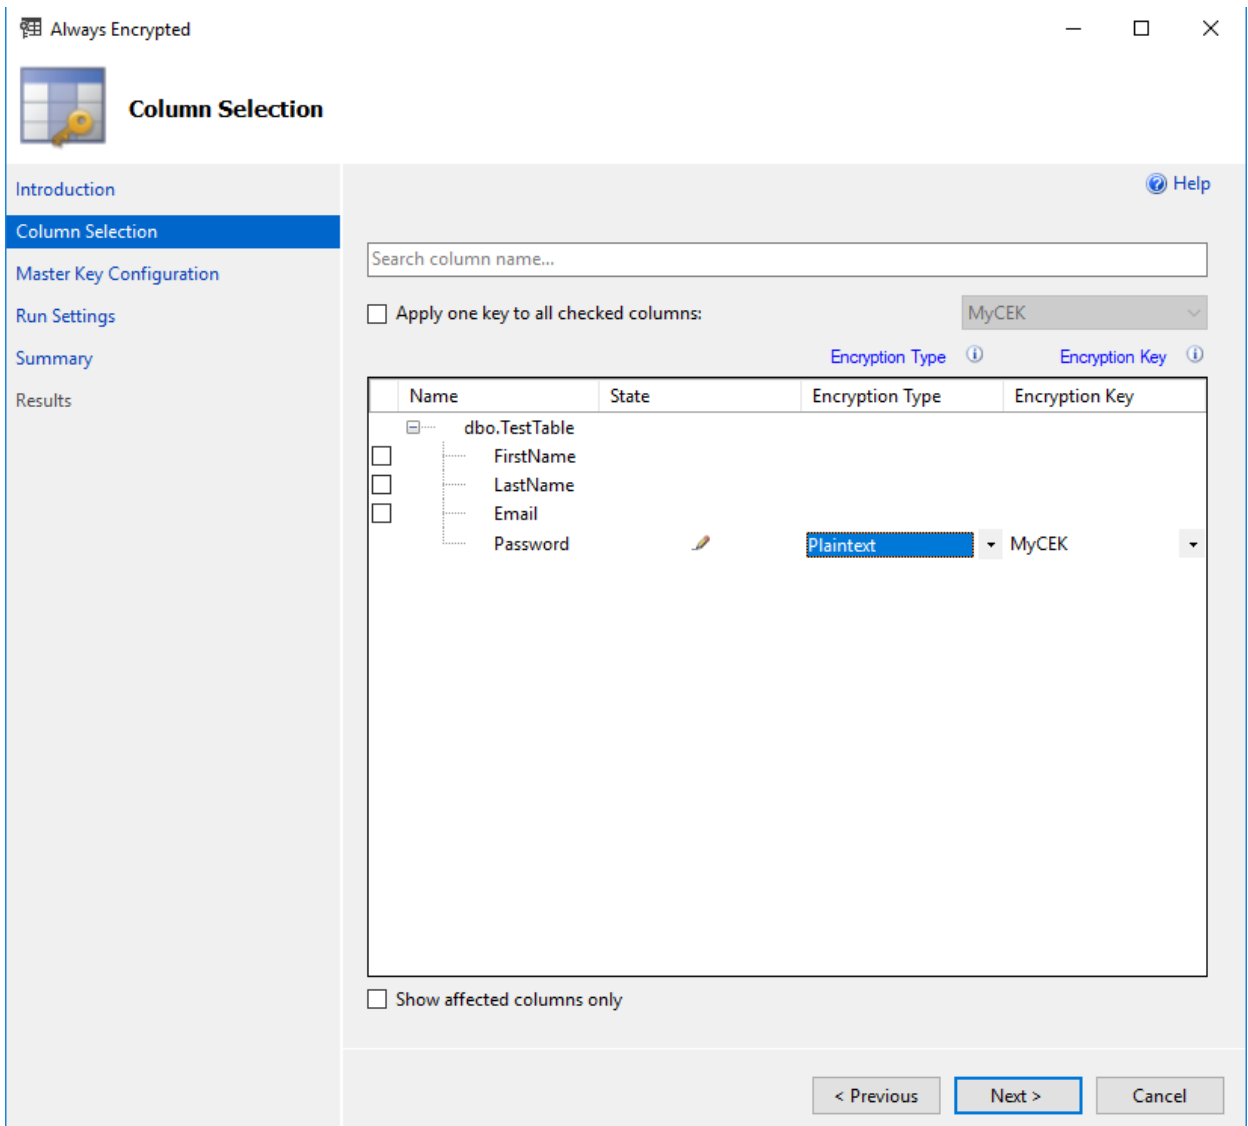 Always Encrypted
Column Selection
Introduction
Column Selection
Master Key Configuration
Run Settings
Summary
Results
Help
Search column name...
Apply one key to all checked columns: MyCEK
Encryption Type Encryption Key
Name State Encryption Type Encryption Key
dbo.TestTable
FirstName
LastName
Email
Password Plaintext MyCEK
Show affected columns only
< Previous Next > Cancel